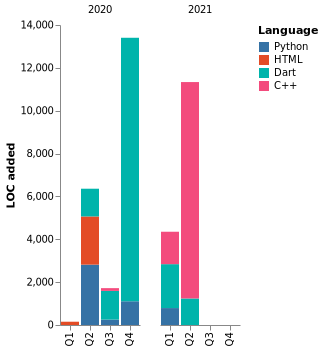 2020 2021
Language
Python
HTML
Dart
C++
LOC added
14,000
12,000
10,000
8,000
6,000
4,000
2,000
0
Q1 Q2 Q3 Q4 Q1 Q2 Q3 Q4